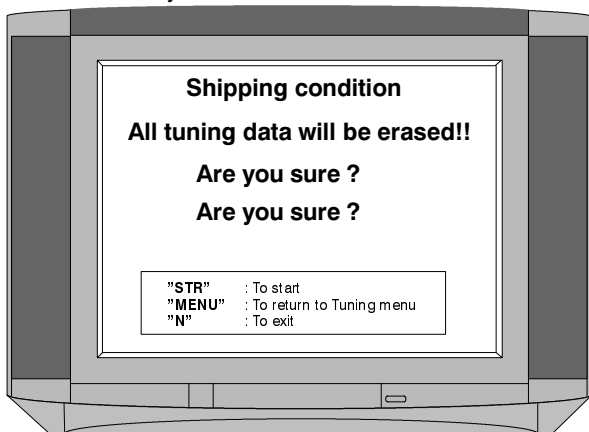 Shipping condition
All tuning data will be erased!!
Are you sure ?
Are you sure ?
”STR” : To start
”MENU” : To return to Tuning menu
”N” : To exit